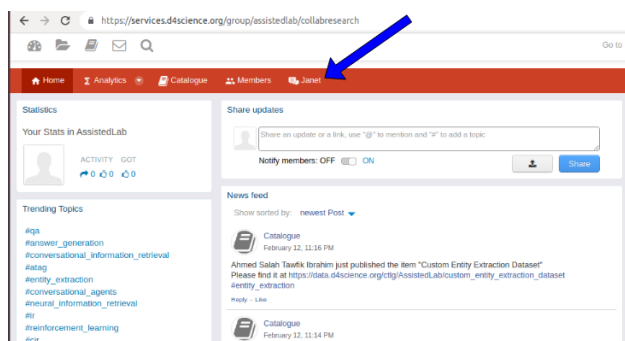 https://services.d4science.org/group/assistedlab/collabresearch
Go to
Home Analytics Catalogue Members Janet
Statistics
Your Stats in AssistedLab
ACTIVITY GOT
0 0 0
Trending Topics
#qa
#answer_generation
#conversational_information_retrieval
#atag
#entity_extraction
#conversational_agents
#neural_information_retrieval
#ir
#reinforcement_learning
#cir
Share updates
Share an update or a link, use "@" to mention and "#" to add a topic
Notify members: OFF ON
Share
News feed
Show sorted by: newest Post
Catalogue
February 12, 11:16 PM
Ahmed Salah Tawfik Ibrahim just published the item "Custom Entity Extraction Dataset"
Please find it at https://data.d4science.org/ctlg/AssistedLab/custom_entity_extraction_dataset
#entity_extraction
Reply - Like
Catalogue
February 12, 11:14 PM